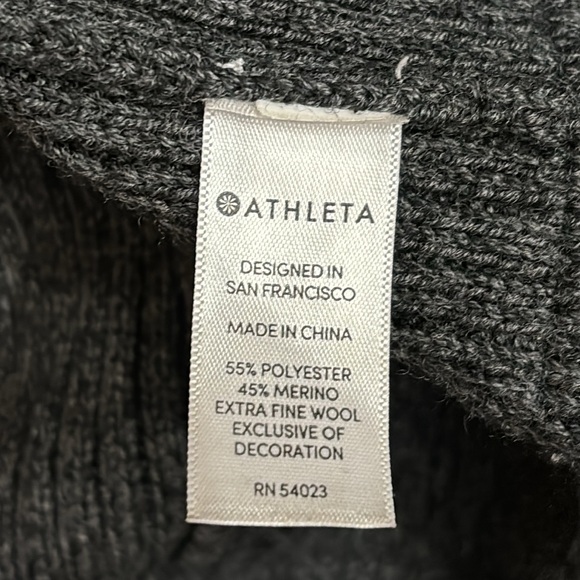 ATHLETA
DESIGNED IN
SAN FRANCISCO
MADE IN CHINA
55% POLYESTER
45% MERINO
EXTRA FINE WOOL
EXCLUSIVE OF
DECORATION
RN 54023